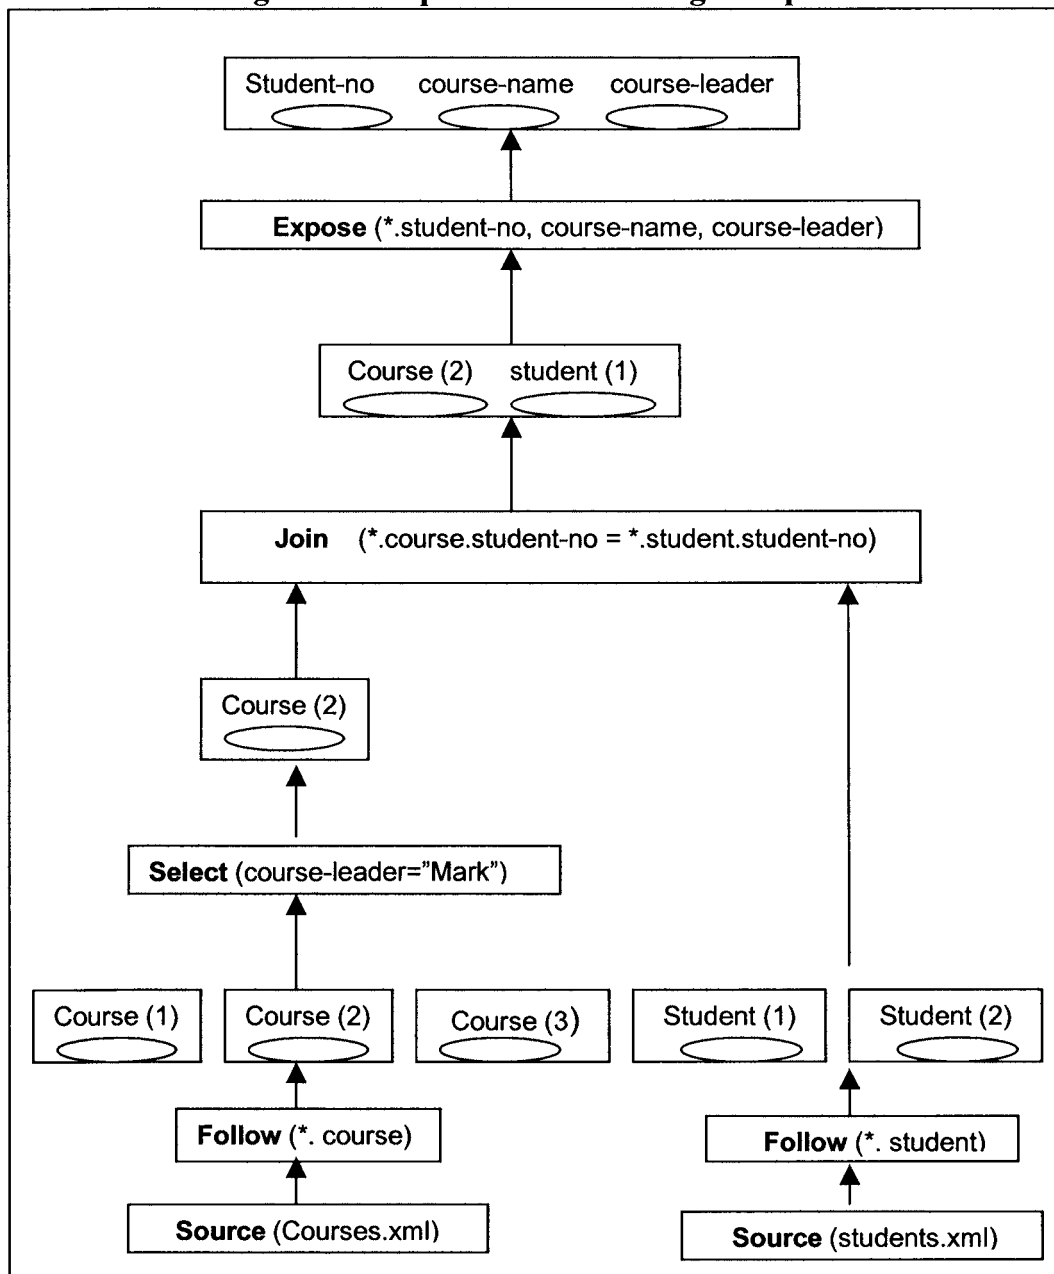 Student-no course-name course-leader
Expose (*.student-no, course-name, course-leader)
Course (2) student (1)
Join (*.course.student-no = *.student.student-no)
Course (2)
Select (course-leader=”Mark”)
Course (1) Course (2) Course (3) Student (1) Student (2)
Follow (*. course) Follow (*. student)
Source (Courses.xml) Source (students.xml)